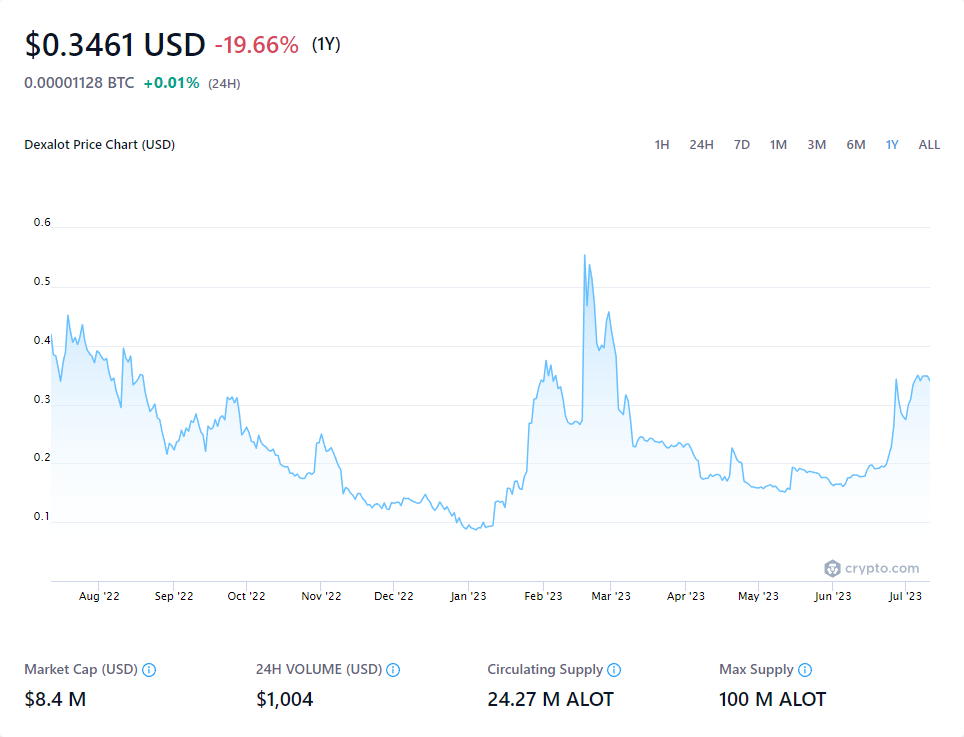 $0.3461 USD -19.66% (1Y)
0.00001128 BTC +0.01% (24H)
Dexalot Price Chart (USD) 1H 24H 7D 1M 3M 6M 1Y ALL
0.6
0.5
0.4
0.3
0.2
0.1
crypto.com
Aug '22 Sep '22 Oct '22 Nov '22 Dec '22 Jan '23 Feb '23 Mar '23 Apr '23 May '23 Jun '23 Jul '23
Market Cap (USD) 24H VOLUME (USD) Circulating Supply Max Supply
$8.4 M $1,004 24.27 M ALOT 100 M ALOT